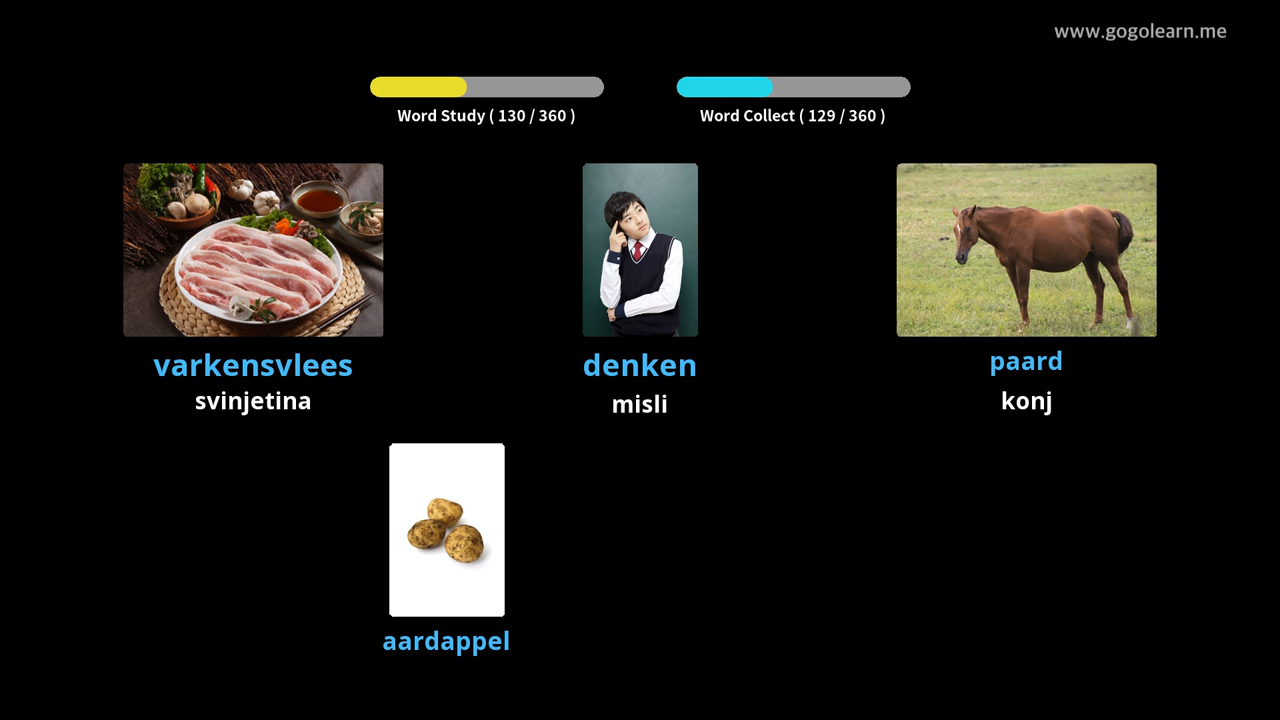 www.gogolearn.me
Word Study ( 130 / 360 )
Word Collect ( 129 / 360 )
varkensvlees
svinjetina
denken
misli
paard
konj
aardappel